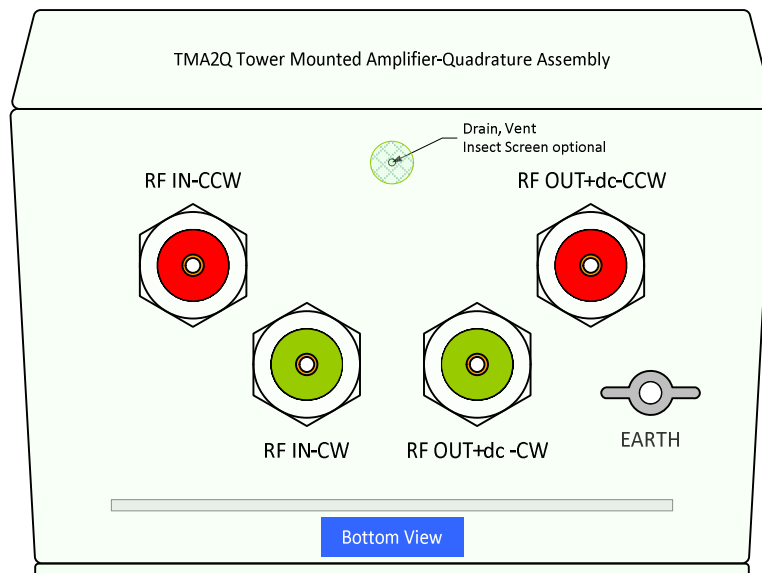 TMA2Q Tower Mounted Amplifier-Quadrature Assembly
Drain, Vent
Insect Screen optional
RF IN-CCW
RF OUT+dc-CCW
RF IN-CW
RF OUT+dc -CW
EARTH
Bottom View